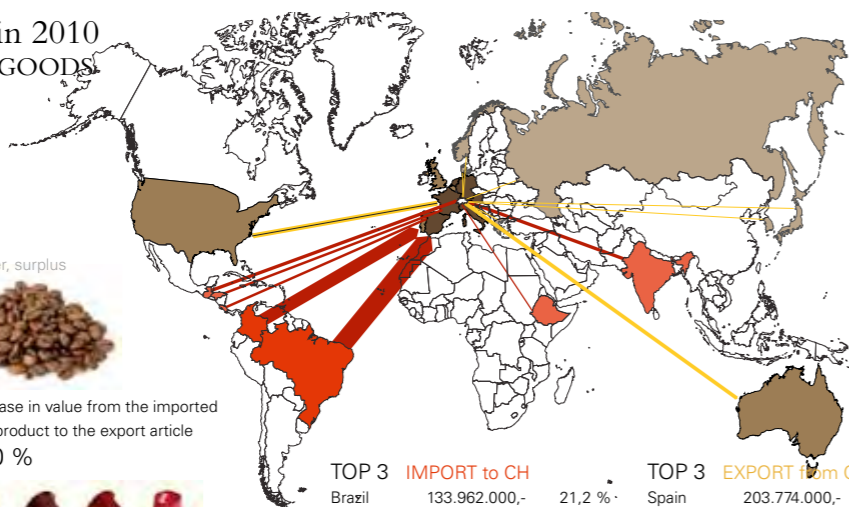 in 2010
GOODS
er, surplus
ase in value from the imported
product to the export article
0 %
TOP 3 IMPORT to CH
Brazil 133.962.000,- 21,2 % ·
TOP 3 EXPORT from C
Spain 203.774.000,-